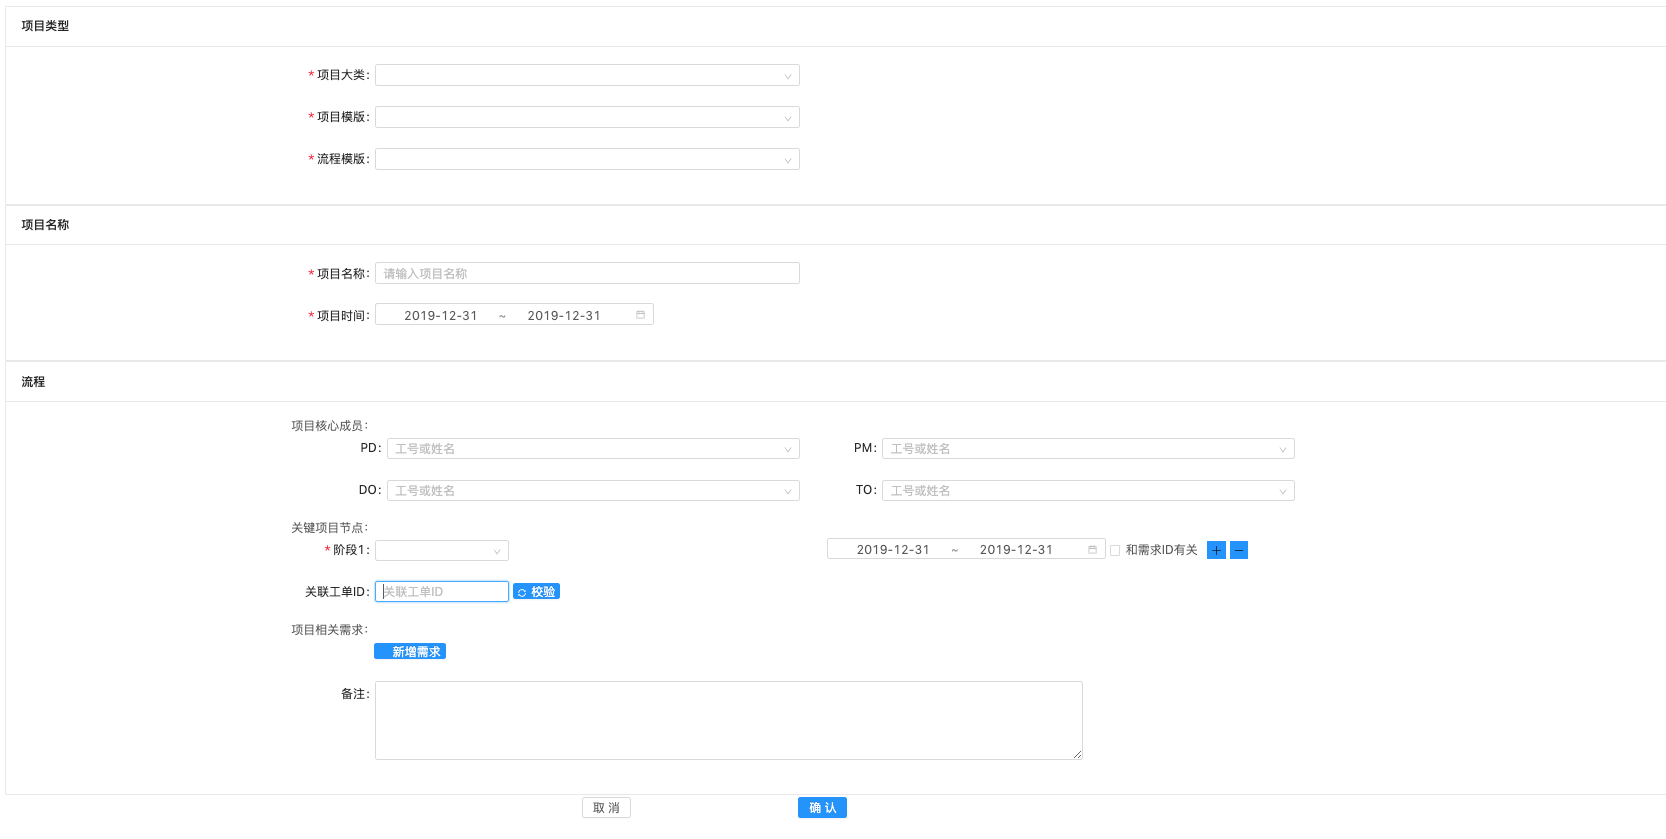 项目类型
* 项目大类:
* 项目模版:
* 流程模版:
项目名称
* 项目名称: 请输入项目名称
* 项目时间: 2019-12-31 ~ 2019-12-31
流程
项目核心成员:
PD: 工号或姓名 PM: 工号或姓名
DO: 工号或姓名 TO: 工号或姓名
关键项目节点:
* 阶段1: 2019-12-31 ~ 2019-12-31 和需求ID有关 + −
关联工单ID: 关联工单ID 校验
项目相关需求:
新增需求
备注:
取 消 确 认